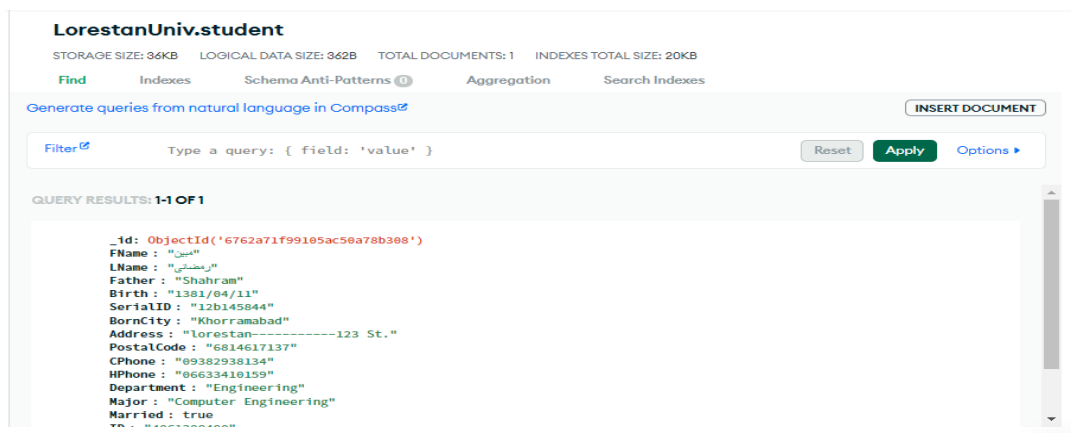 LorestanUniv.student
STORAGE SIZE: 36KB LOGICAL DATA SIZE: 362B TOTAL DOCUMENTS: 1 INDEXES TOTAL SIZE: 20KB
Find Indexes Schema Anti-Patterns 0 Aggregation Search Indexes
Generate queries from natural language in Compass
INSERT DOCUMENT
Filter Type a query: { field: 'value' } Reset Apply Options
QUERY RESULTS: 1-1 OF 1
_id: ObjectId('6762a71f99105ac50a78b308')
FName : "مبین"
LName : "رمضانی"
Father : "Shahram"
Birth : "1381/04/11"
SerialID : "12b145844"
BornCity : "Khorramabad"
Address : "lorestan------------123 St."
PostalCode : "6814617137"
CPhone : "09382938134"
HPhone : "06633410159"
Department : "Engineering"
Major : "Computer Engineering"
Married : true